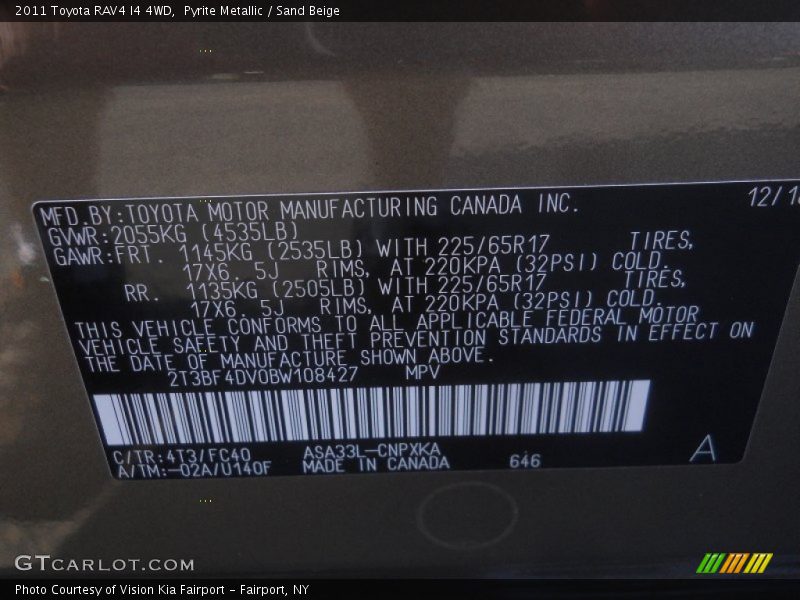 2011 Toyota RAV4 I4 4WD,  Pyrite Metallic / Sand Beige
12/1
MFD.BY:TOYOTA MOTOR MANUFACTURING CANADA INC.
GVWR:2055KG (4535LB)
GAWR:FRT. 1145KG (2535LB) WITH 225/65R17 TIRES,
17X6. 5J RIMS, AT 220KPA (32PSI) COLD.
RR. 1135KG (2505LB) WITH 225/65R17 TIRES,
17X6. 5J RIMS, AT 220KPA (32PSI) COLD.
THIS VEHICLE CONFORMS TO ALL APPLICABLE FEDERAL MOTOR
VEHICLE SAFETY AND THEFT PREVENTION STANDARDS IN EFFECT ON
THE DATE OF MANUFACTURE SHOWN ABOVE.
2T3BF4DV0BW108427 MPV
C/TR:4T3/FC40 ASA33L-CNPXKA
A/TM:-02A/U140F MADE IN CANADA 646 A
GTCARLOT.COM
Photo Courtesy of Vision Kia Fairport - Fairport, NY